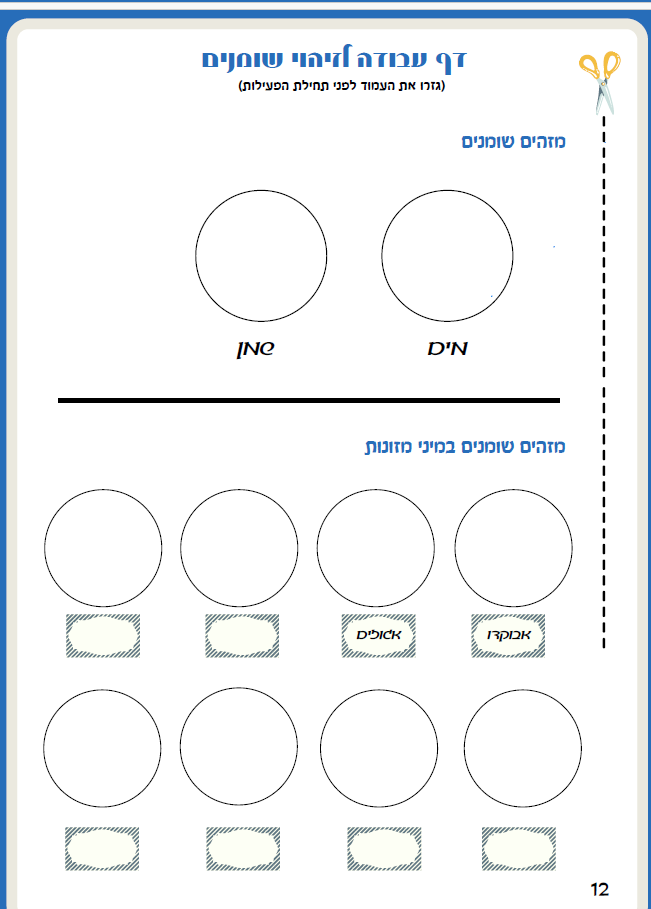 דף עבודה לזיהוי שומנים
(גזרו את העמוד לפני תחילת הפעילות)
מזהים שומנים
מים שמן
מזהים שומנים במיני מזונות
אבוקדו אגוזים
12